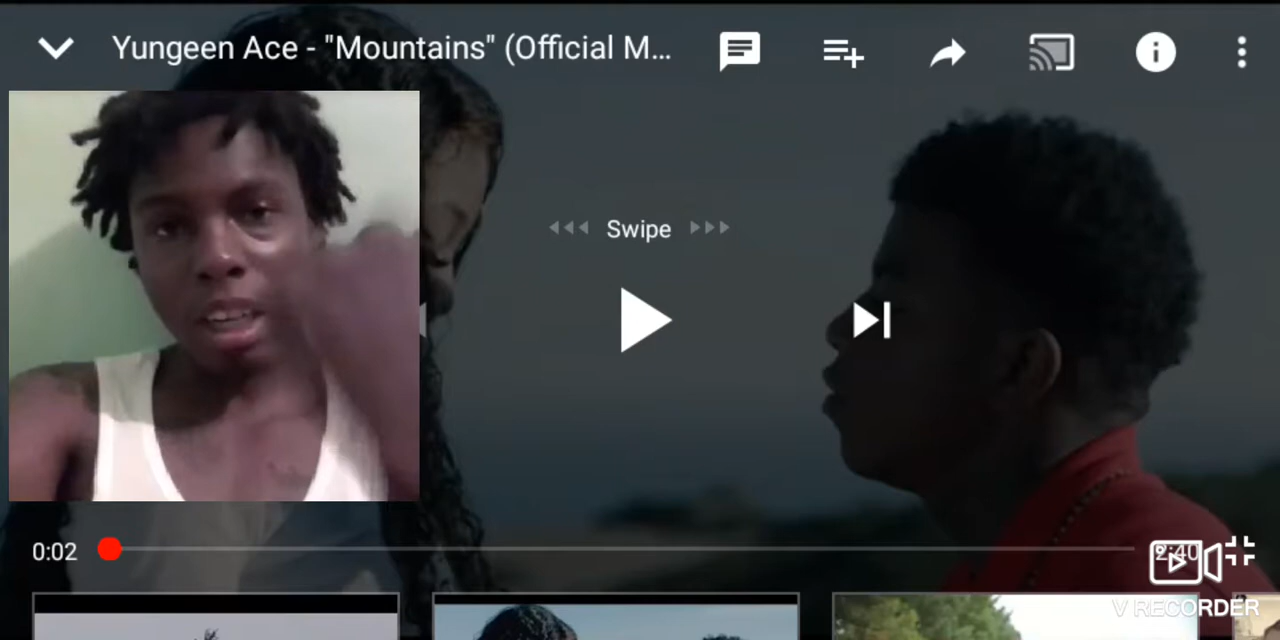 Yungeen Ace - "Mountains" (Official M...
Swipe
0:02
2:40
V RECORDER